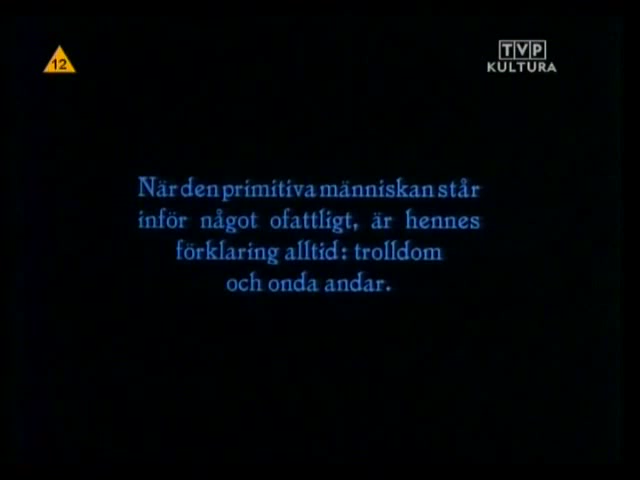 12
TVP
KULTURA
När den primitiva människan står
inför något ofattligt, är hennes
förklaring alltid: trolldom
och onda andar.